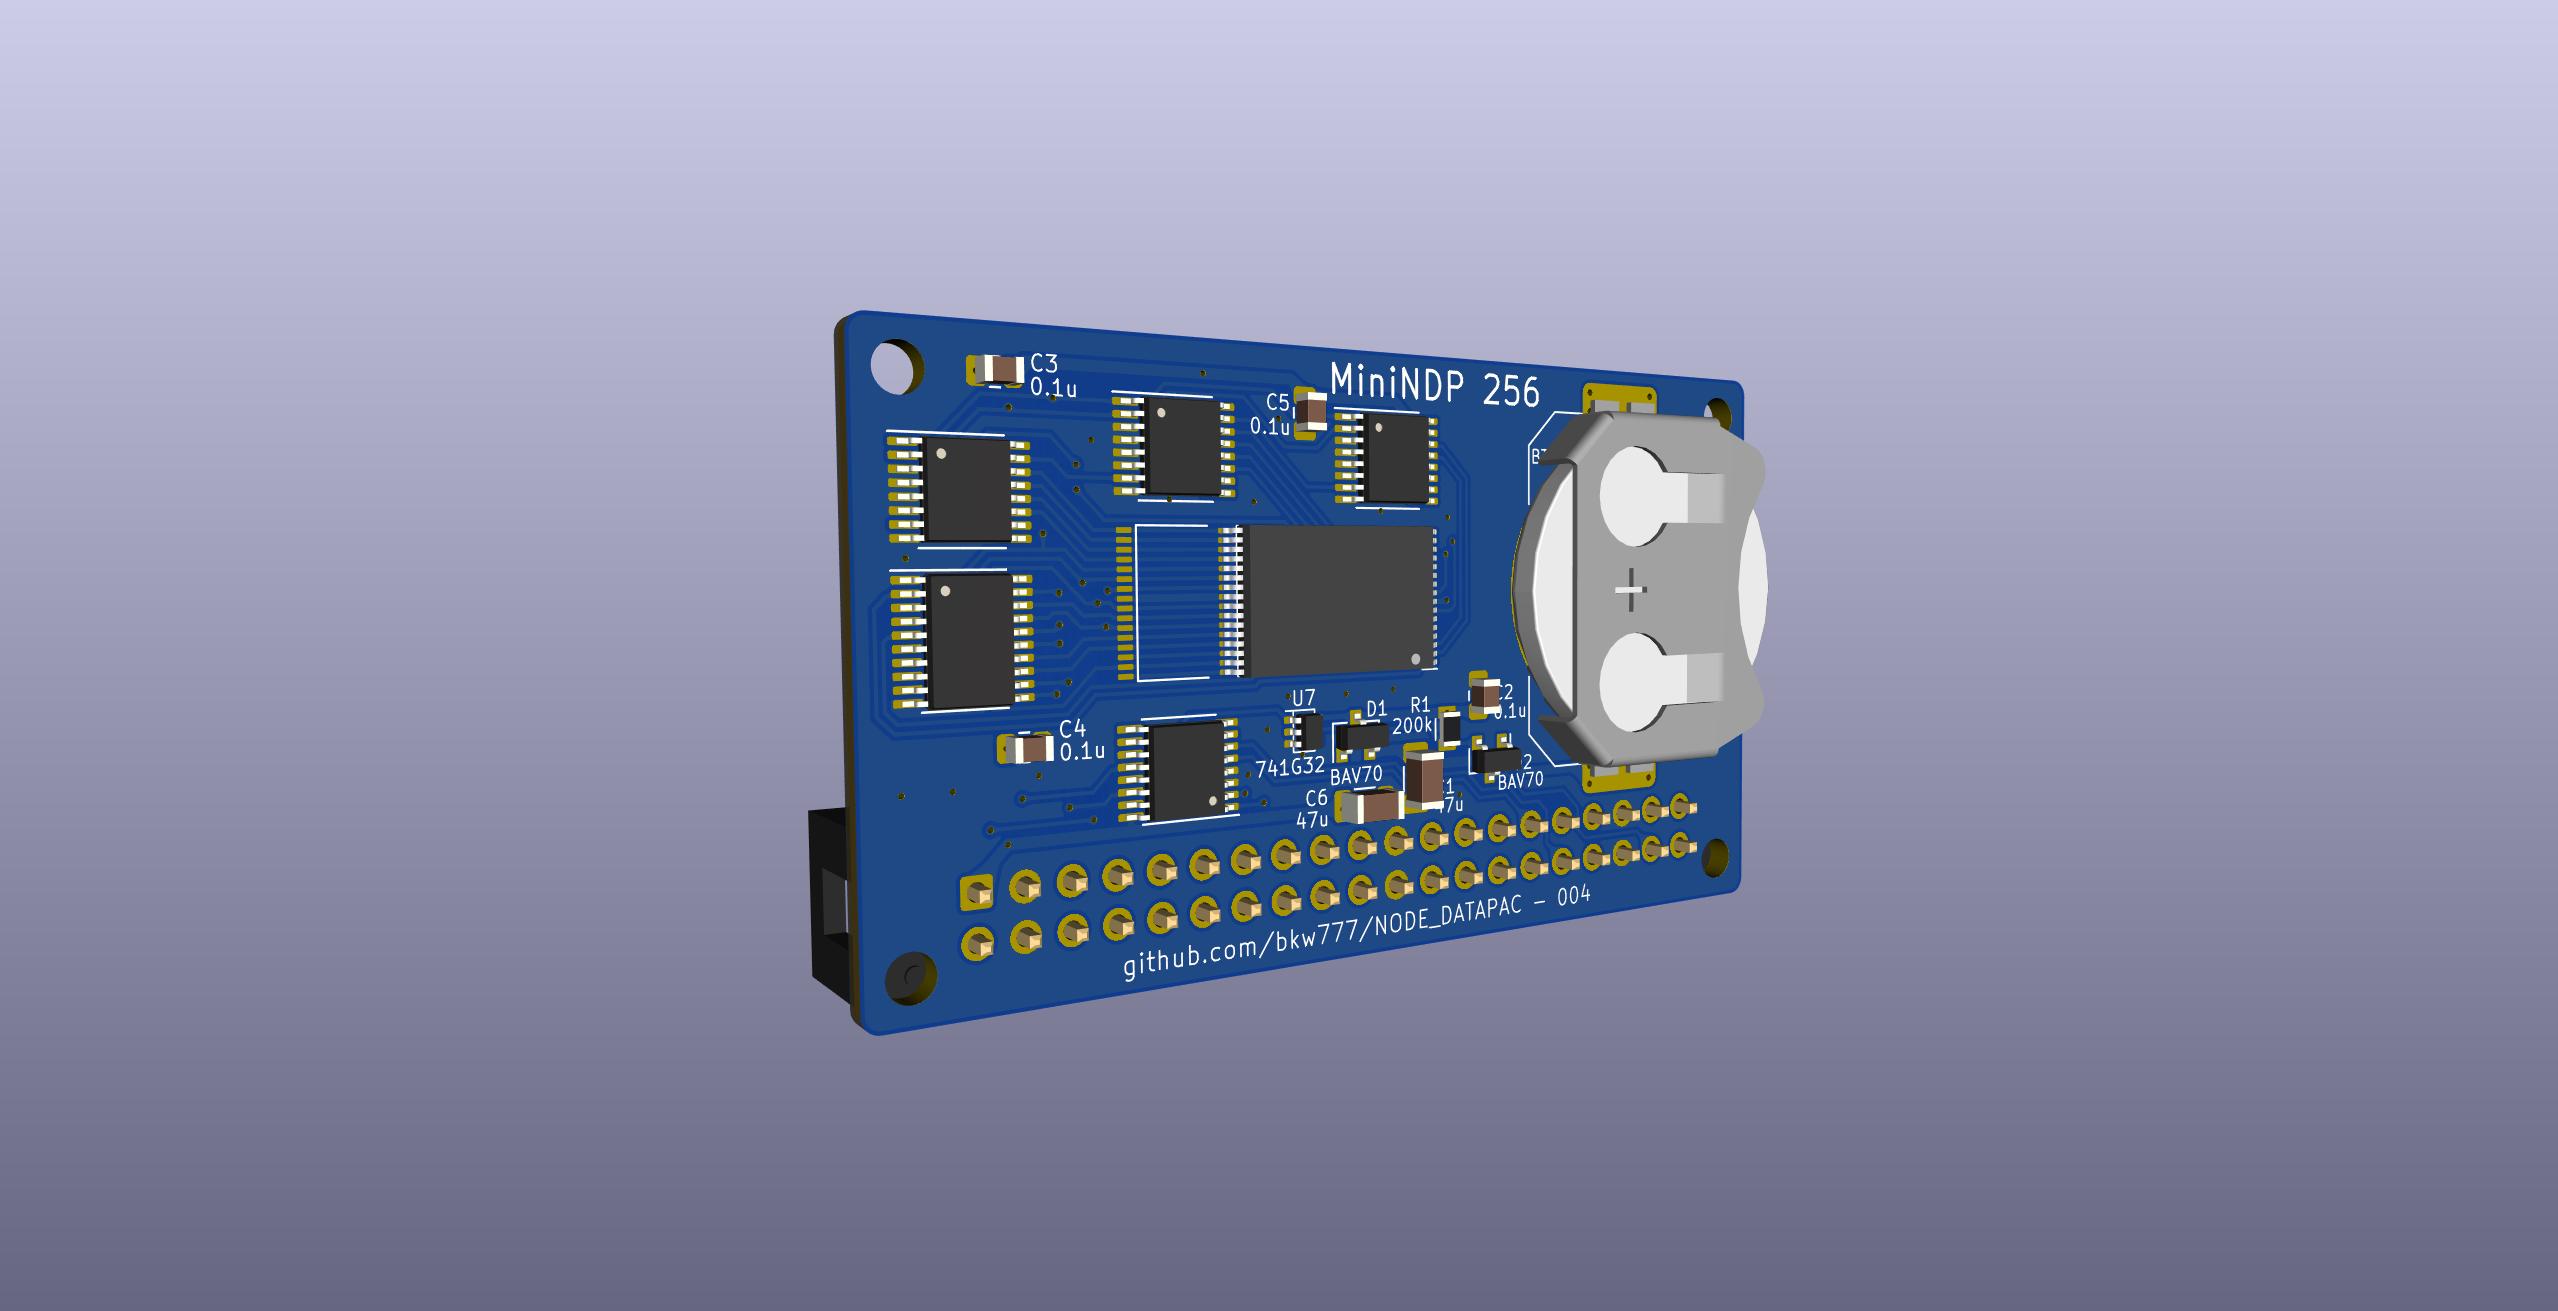 C3
0.1u
MiniNDP 256
C5
0.1u
U7
741G32
D1
BAV70
R1
200k
0.1u
C4
0.1u
BAV70
C6
47u
47u
github.com/bkw777/NODE_DATAPAC - 004